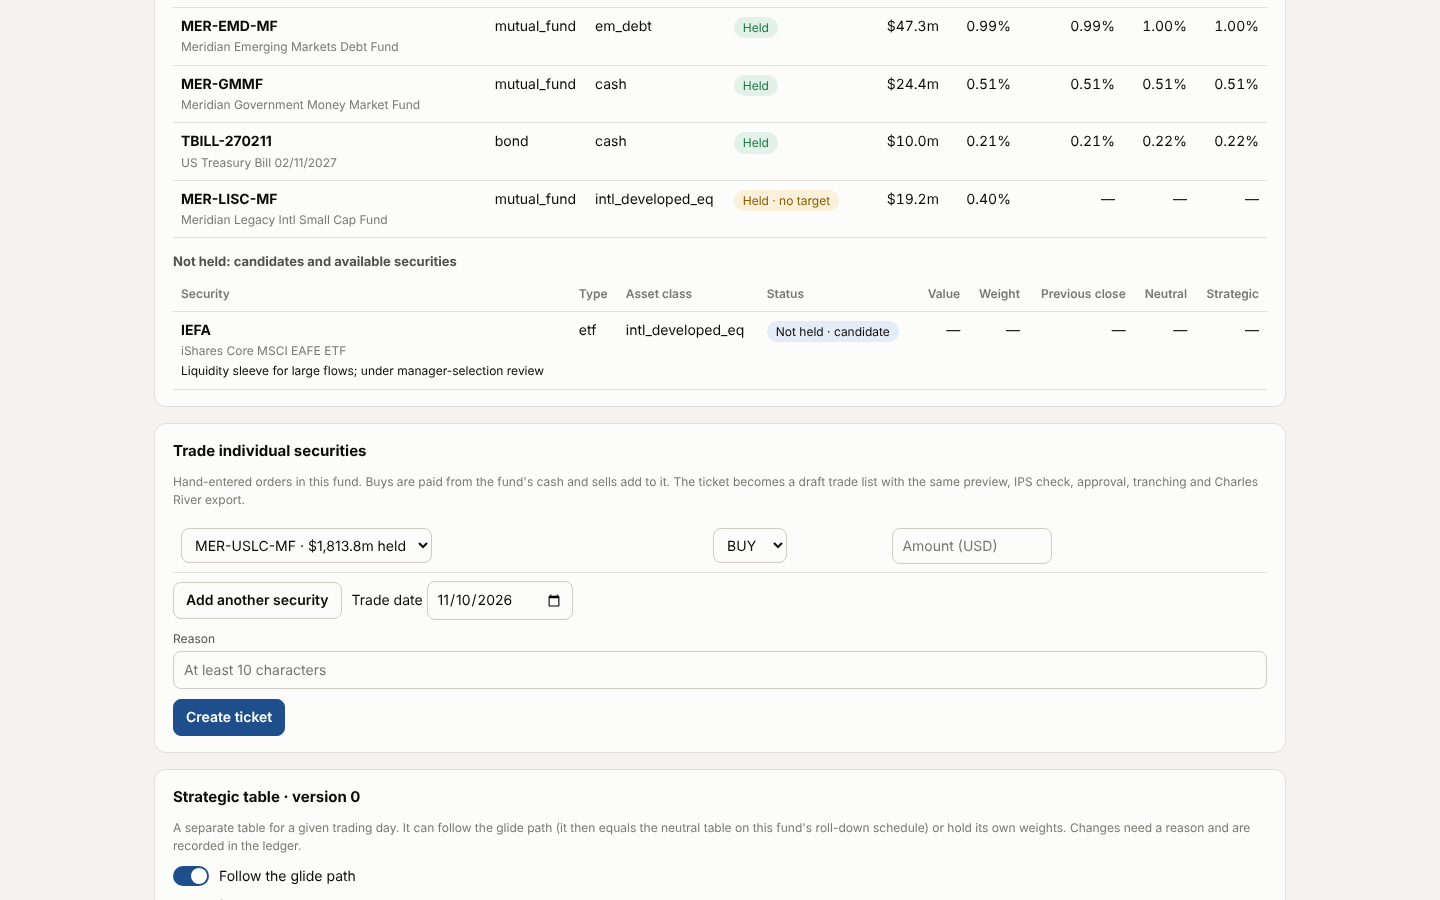 MER-EMD-MF mutual_fund em_debt Held $47.3m 0.99% 0.99% 1.00% 1.00%
Meridian Emerging Markets Debt Fund
MER-GMMF mutual_fund cash Held $24.4m 0.51% 0.51% 0.51% 0.51%
Meridian Government Money Market Fund
TBILL-270211 bond cash Held $10.0m 0.21% 0.21% 0.22% 0.22%
US Treasury Bill 02/11/2027
MER-LISC-MF mutual_fund intl_developed_eq Held · no target $19.2m 0.40% — — —
Meridian Legacy Intl Small Cap Fund
Not held: candidates and available securities
Security Type Asset class Status Value Weight Previous close Neutral Strategic
IEFA etf intl_developed_eq Not held · candidate — — — — —
iShares Core MSCI EAFE ETF
Liquidity sleeve for large flows; under manager-selection review
Trade individual securities
Hand-entered orders in this fund. Buys are paid from the fund's cash and sells add to it. The ticket becomes a draft trade list with the same preview, IPS check, approval, tranching and Charles
River export.
MER-USLC-MF · $1,813.8m held BUY Amount (USD)
Add another security Trade date 11/10/2026
Reason
At least 10 characters
Create ticket
Strategic table · version 0
A separate table for a given trading day. It can follow the glide path (it then equals the neutral table on this fund's roll-down schedule) or hold its own weights. Changes need a reason and are
recorded in the ledger.
Follow the glide path